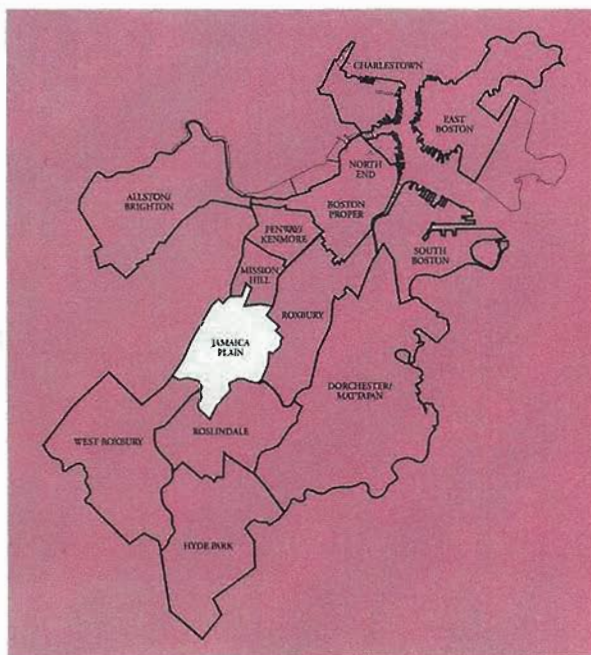 CHARLESTOWN
EAST
BOSTON
NORTH
END
ALLSTON/
BRIGHTON
BOSTON
PROPER
FENWAY/
KENMORE
SOUTH
BOSTON
MISSION
HILL
ROXBURY
JAMAICA
PLAIN
DORCHESTER/
MATTAPAN
WEST ROXBURY
ROSLINDALE
HYDE PARK